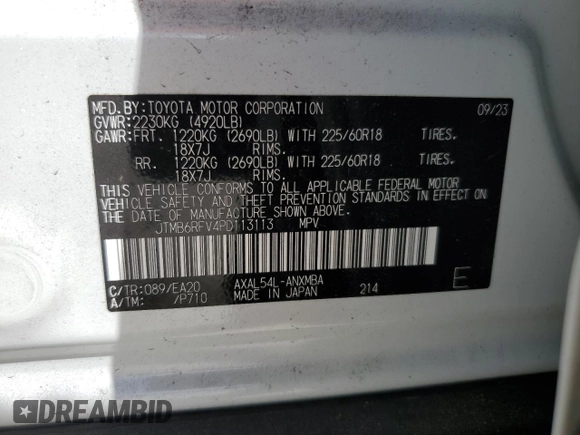 MFD.BY:TOYOTA MOTOR CORPORATION 09/23
GVWR:2230KG (4920LB)
GAWR:FRT. 1220KG (2690LB) WITH 225/60R18 TIRES.
18X7J RIMS.
RR. 1220KG (2690LB) WITH 225/60R18 TIRES.
18X7J RIMS.
THIS VEHICLE CONFORMS TO ALL APPLICABLE FEDERAL MOTOR
VEHICLE SAFETY AND THEFT PREVENTION STANDARDS IN EFFECT ON
THE DATE OF MANUFACTURE SHOWN ABOVE.
JTMB6RFV4PD113113 MPV
C/TR:089/EA20 AXAL54L-ANXMBA
A/TM: /P710 MADE IN JAPAN 214 E
DREAMBID